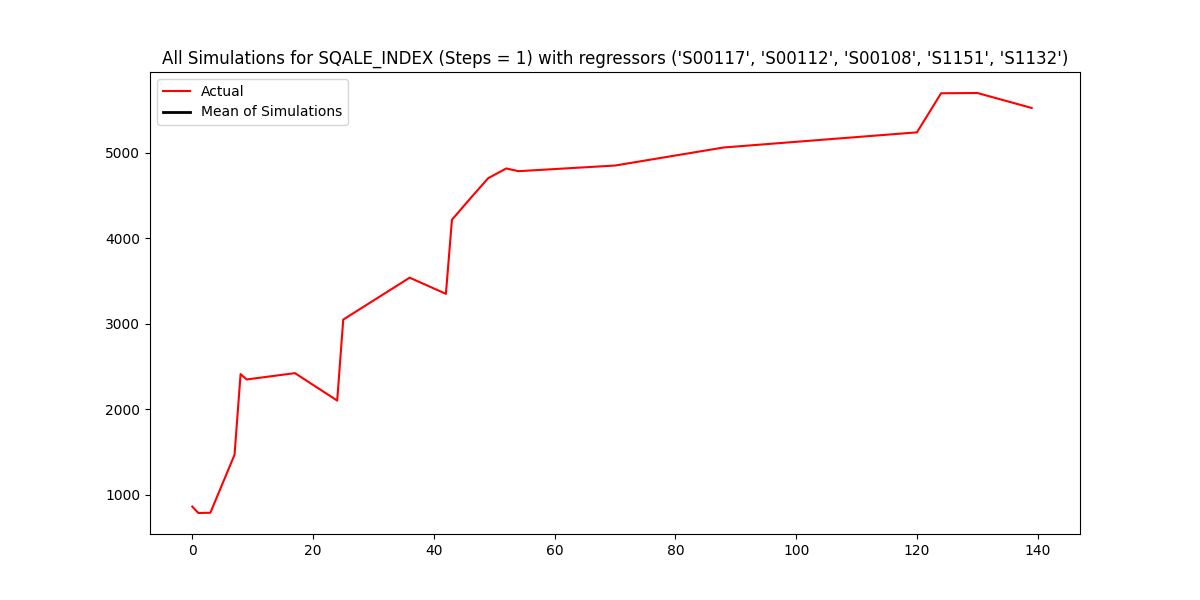 All Simulations for SQALE_INDEX (Steps = 1) with regressors ('S00117', 'S00112', 'S00108', 'S1151', 'S1132')
Actual
Mean of Simulations
5000
4000
3000
2000
1000
0 20 40 60 80 100 120 140